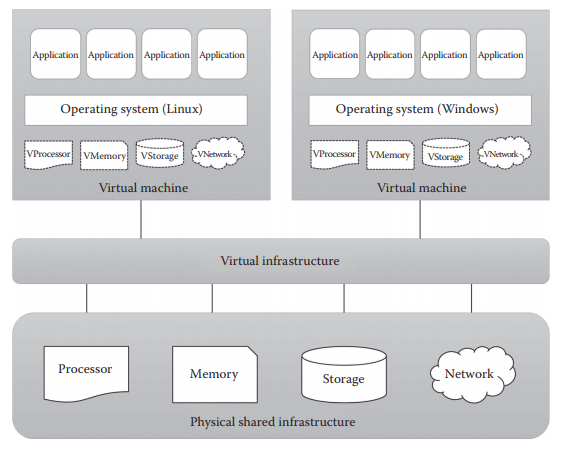 Application Application Application Application
Operating system (Linux)
VProcessor VMemory VStorage VNetwork
Virtual machine
Application Application Application Application
Operating system (Windows)
VProcessor VMemory VStorage VNetwork
Virtual machine
Virtual infrastructure
Processor Memory Storage Network
Physical shared infrastructure